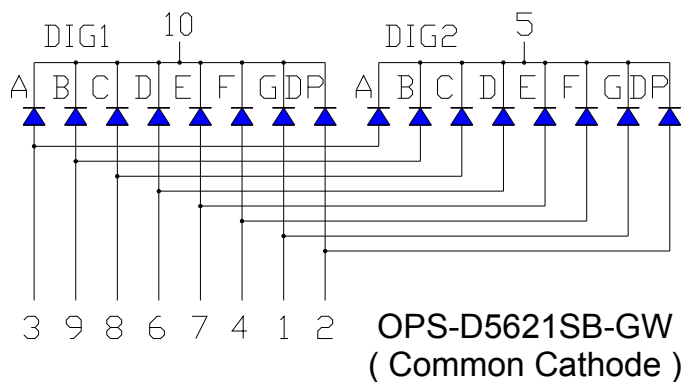 DIG1 10 DIG2 5
A B C D E F G DP A B C D E F G DP
3 9 8 6 7 4 1 2
OPS-D5621SB-GW
( Common Cathode )